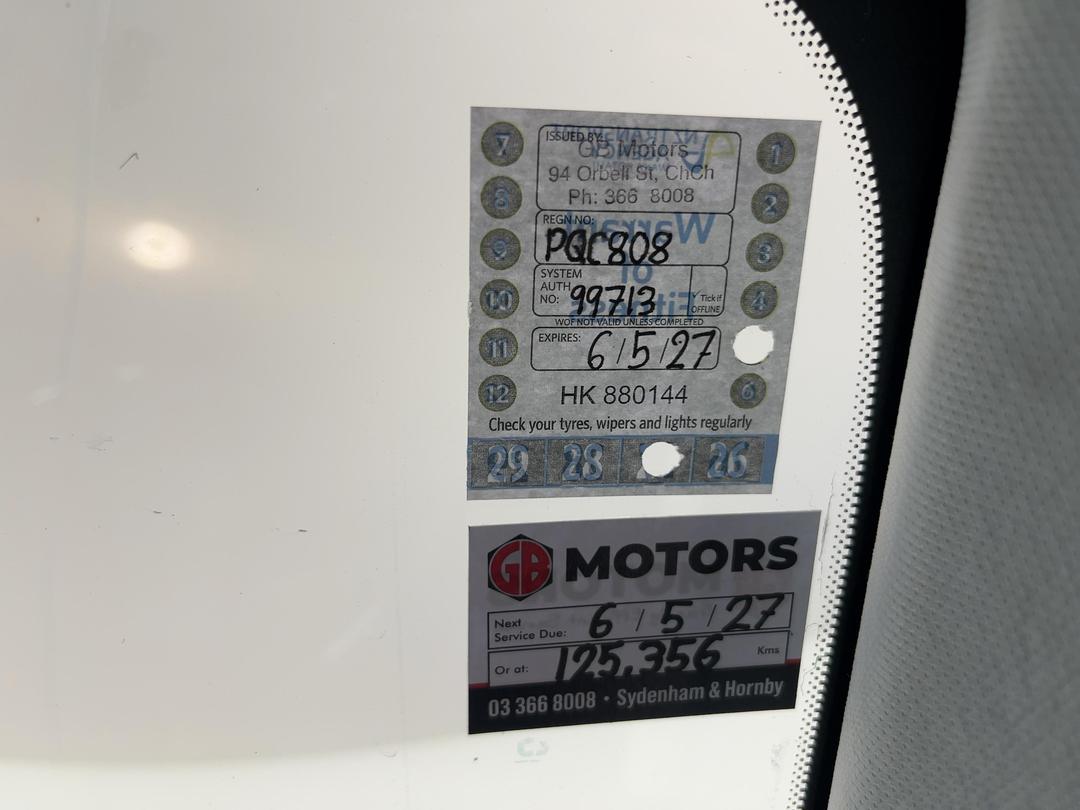 7
1
ISSUED BY:
GB Motors
94 Orbell St, ChCh
Ph: 366 8008
8
2
REGN NO:
PQC808
Warrant
of
Fitness
9
3
SYSTEM
AUTH
NO: 99713
✓ Tick if
OFFLINE
10
4
WOF NOT VALID UNLESS COMPLETED
11
EXPIRES: 6/5/27
12
HK 880144
6
Check your tyres, wipers and lights regularly
29 28 26
GB MOTORS
Next
Service Due: 6 / 5 / 27
Or at: 125,356 Kms
03 366 8008 • Sydenham & Hornby